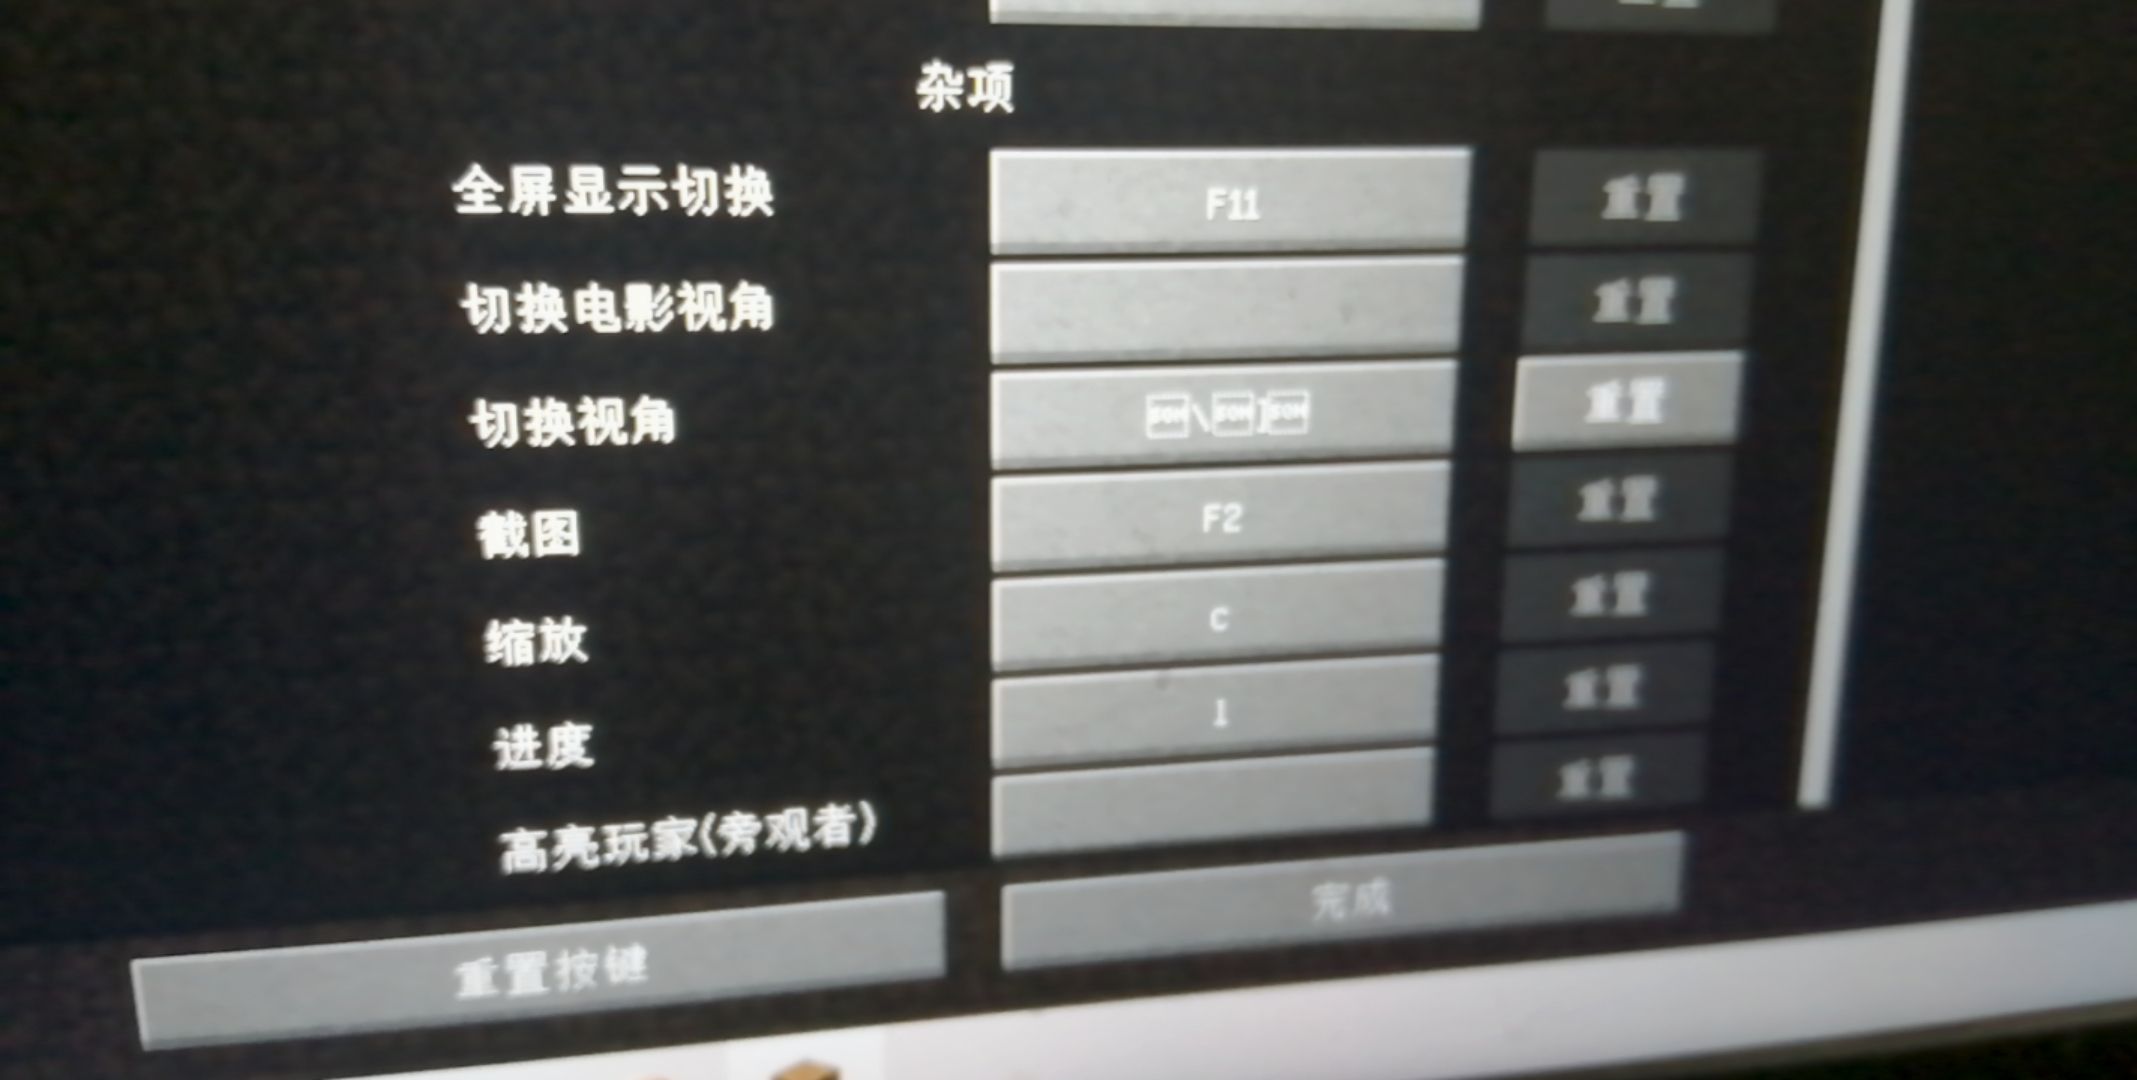 杂项
全屏显示切换 F11 重置
切换电影视角 重置
切换视角 \ ] 重置
截图 F2 重置
缩放 C 重置
进度 l 重置
高亮玩家(旁观者) 重置
重置按键 完成